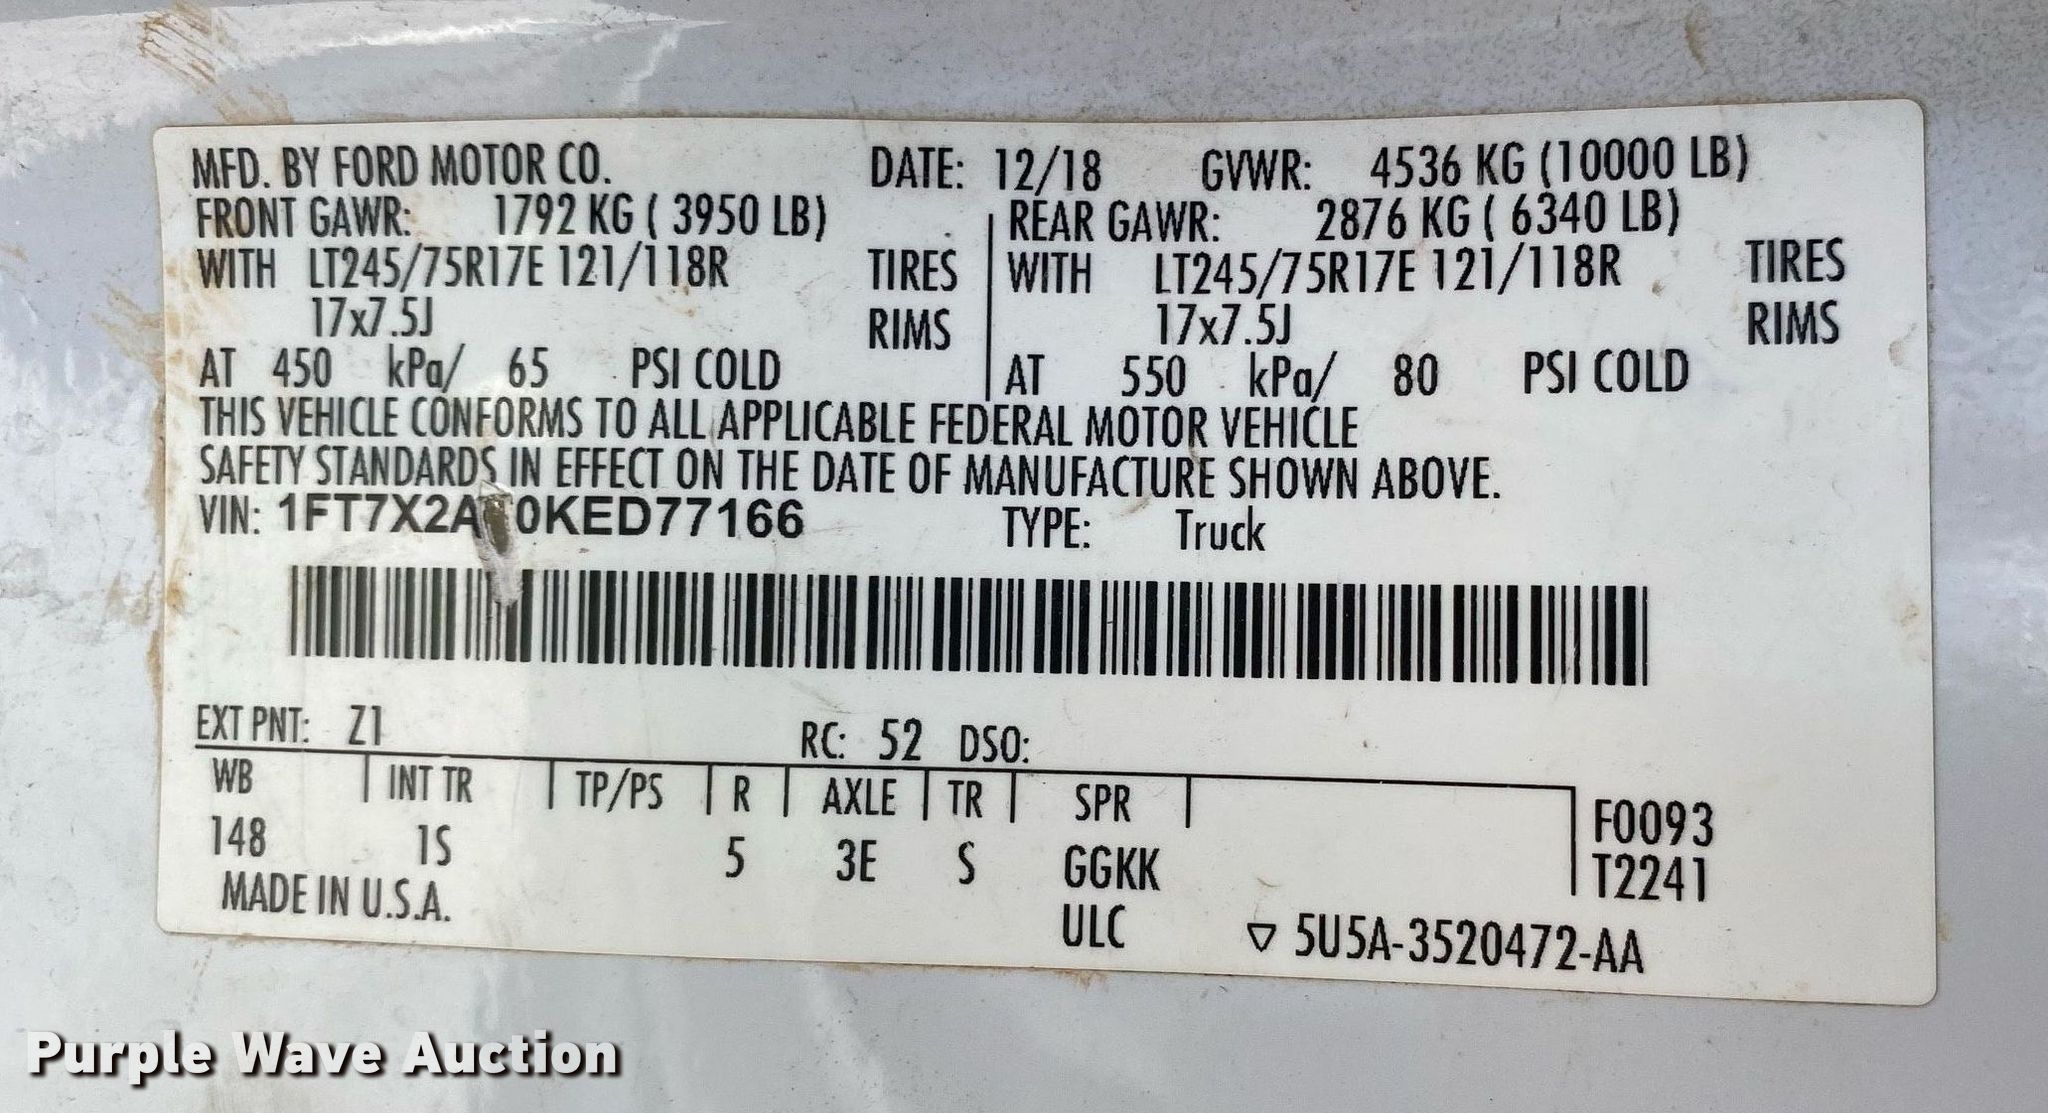 MFD. BY FORD MOTOR CO. DATE: 12/18 GVWR: 4536 KG (10000 LB)
FRONT GAWR: 1792 KG ( 3950 LB) REAR GAWR: 2876 KG ( 6340 LB)
WITH LT245/75R17E 121/118R TIRES WITH LT245/75R17E 121/118R TIRES
17x7.5J RIMS 17x7.5J RIMS
AT 450 kPa/ 65 PSI COLD AT 550 kPa/ 80 PSI COLD
THIS VEHICLE CONFORMS TO ALL APPLICABLE FEDERAL MOTOR VEHICLE
SAFETY STANDARDS IN EFFECT ON THE DATE OF MANUFACTURE SHOWN ABOVE.
VIN: 1FT7X2A 0KED77166 TYPE: Truck
EXT PNT: Z1 RC: 52 DSO:
WB INT TR TP/PS R AXLE TR SPR F0093
148 1S 5 3E S GGKK T2241
MADE IN U.S.A. ULC ▽ 5U5A-3520472-AA
Purple Wave Auction